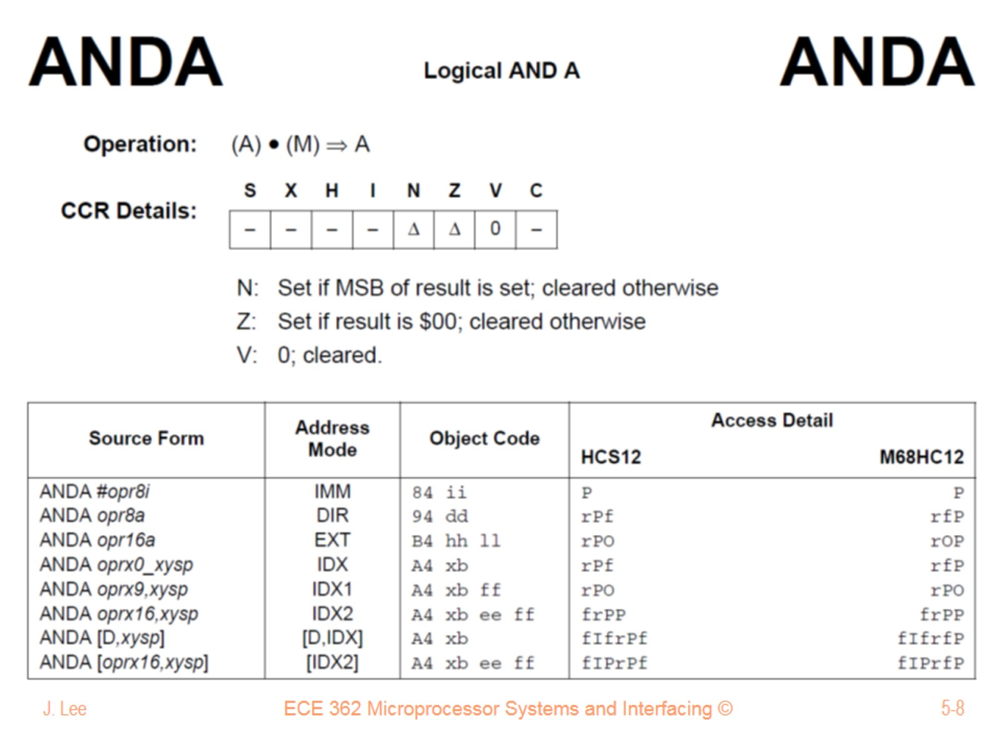 ANDA Logical AND A ANDA
Operation: (A) • (M) ⇒ A
S X H I N Z V C
CCR Details: – – – – Δ Δ 0 –
N: Set if MSB of result is set; cleared otherwise
Z: Set if result is $00; cleared otherwise
V: 0; cleared.
Source Form Address Mode Object Code Access Detail
HCS12 M68HC12
ANDA #opr8i IMM 84 ii P P
ANDA opr8a DIR 94 dd rPf rfP
ANDA opr16a EXT B4 hh ll rPO rOP
ANDA oprx0_xysp IDX A4 xb rPf rfP
ANDA oprx9,xysp IDX1 A4 xb ff rPO rPO
ANDA oprx16,xysp IDX2 A4 xb ee ff frPP frPP
ANDA [D,xysp] [D,IDX] A4 xb fIfrPf fIfrfP
ANDA [oprx16,xysp] [IDX2] A4 xb ee ff fIPrPf fIPrfP
J. Lee ECE 362 Microprocessor Systems and Interfacing © 5-8